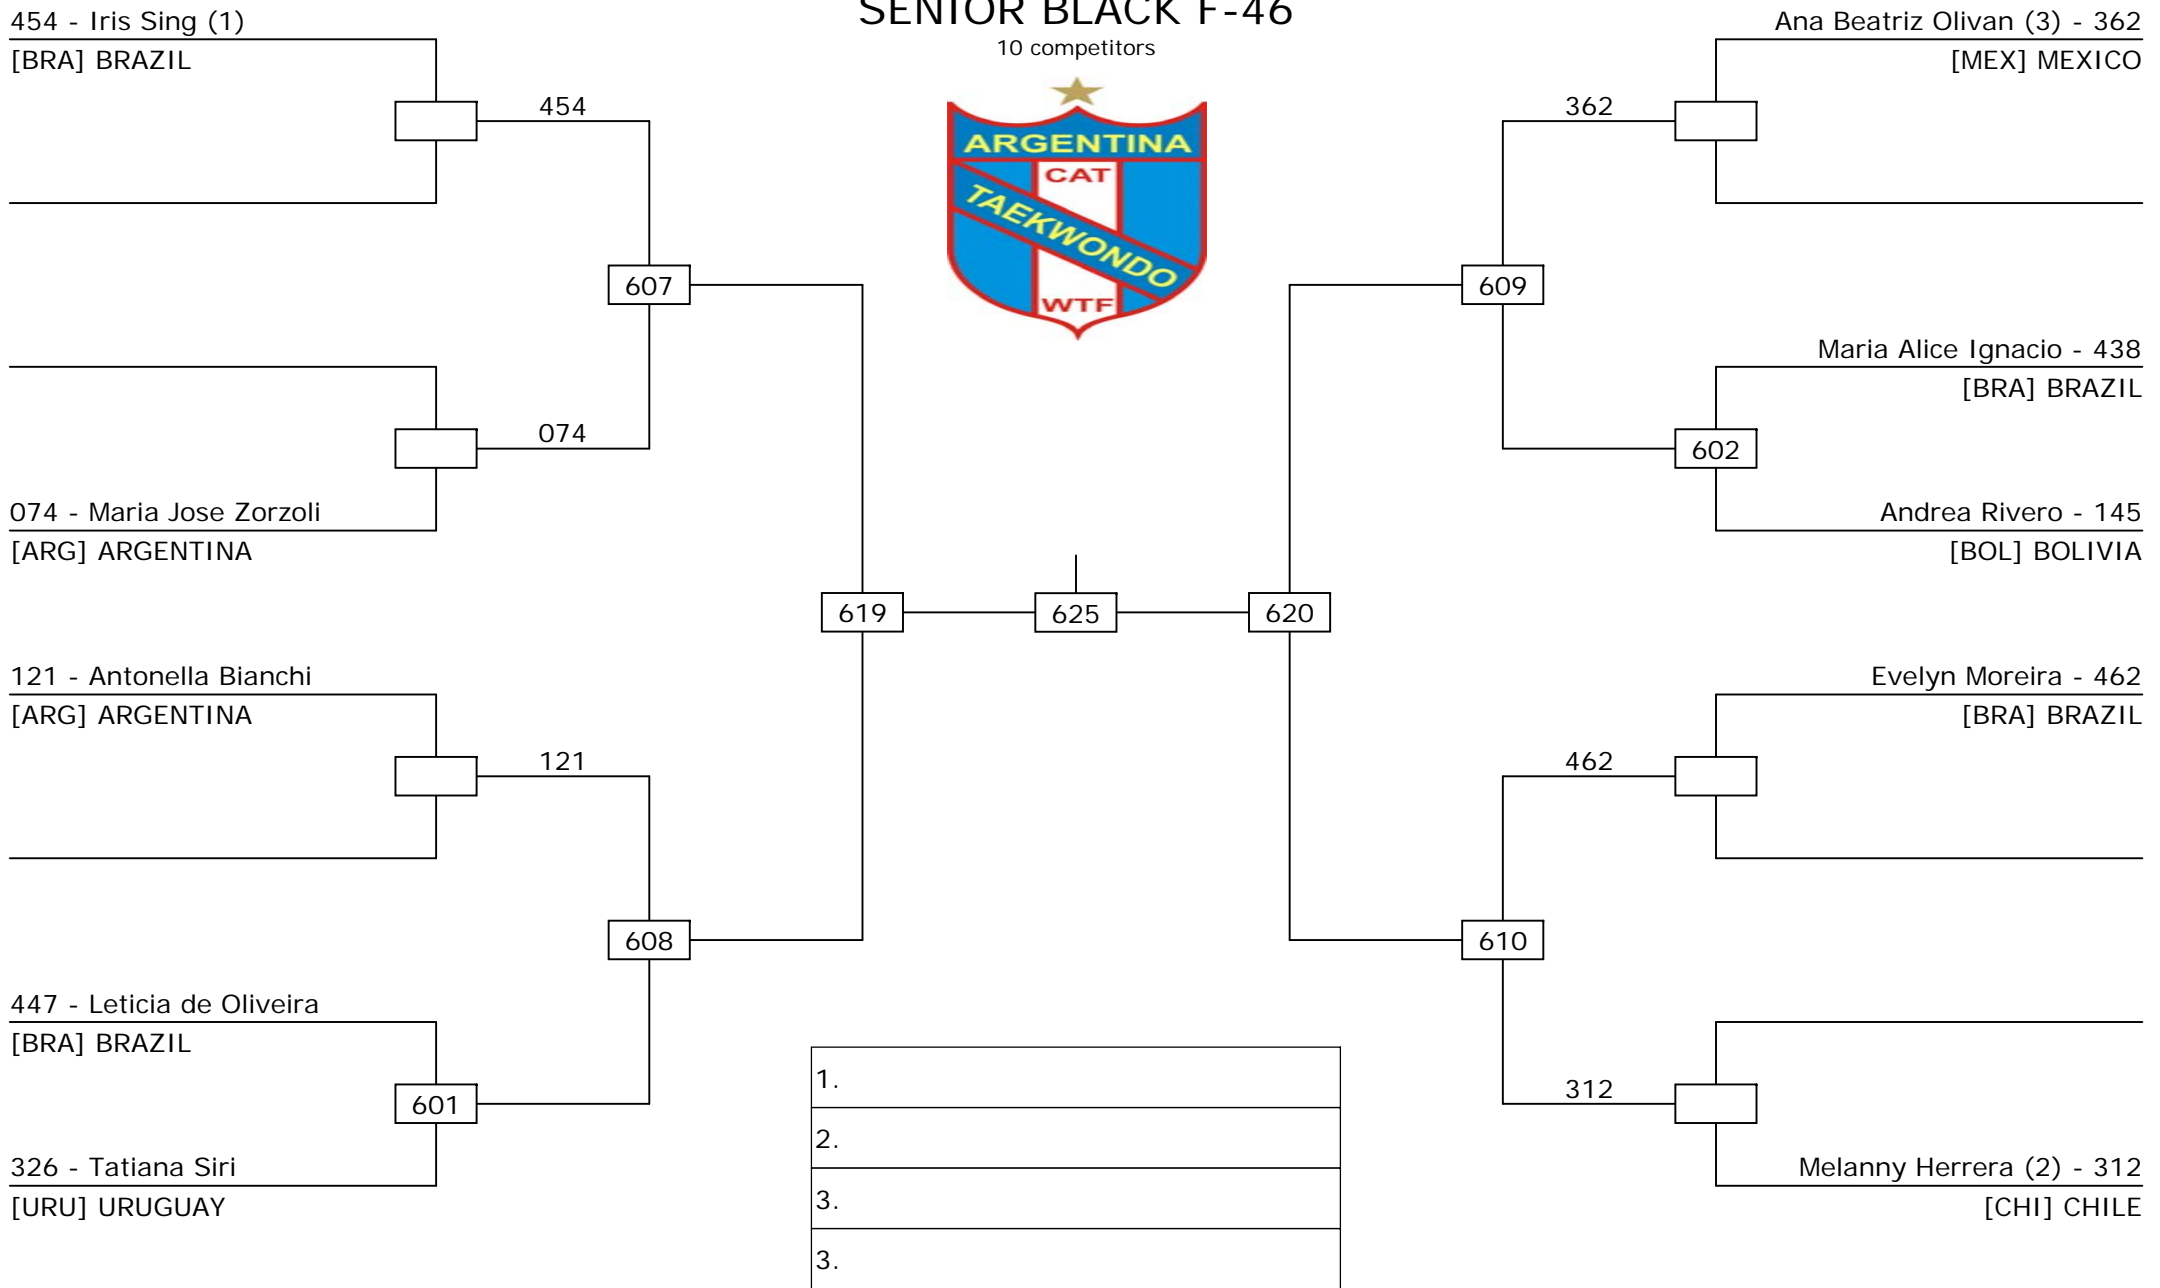 SENIOR BLACK F-46
10 competitors
ARGENTINA
CAT
TAEKWONDO
WTF
454 - Iris Sing (1)
[BRA] BRAZIL
454
607
074
074 - Maria Jose Zorzoli
[ARG] ARGENTINA
121 - Antonella Bianchi
[ARG] ARGENTINA
121
608
447 - Leticia de Oliveira
[BRA] BRAZIL
601
326 - Tatiana Siri
[URU] URUGUAY
619
625
620
Ana Beatriz Olivan (3) - 362
[MEX] MEXICO
362
609
Maria Alice Ignacio - 438
[BRA] BRAZIL
602
Andrea Rivero - 145
[BOL] BOLIVIA
Evelyn Moreira - 462
[BRA] BRAZIL
462
610
312
Melanny Herrera (2) - 312
[CHI] CHILE
1.
2.
3.
3.